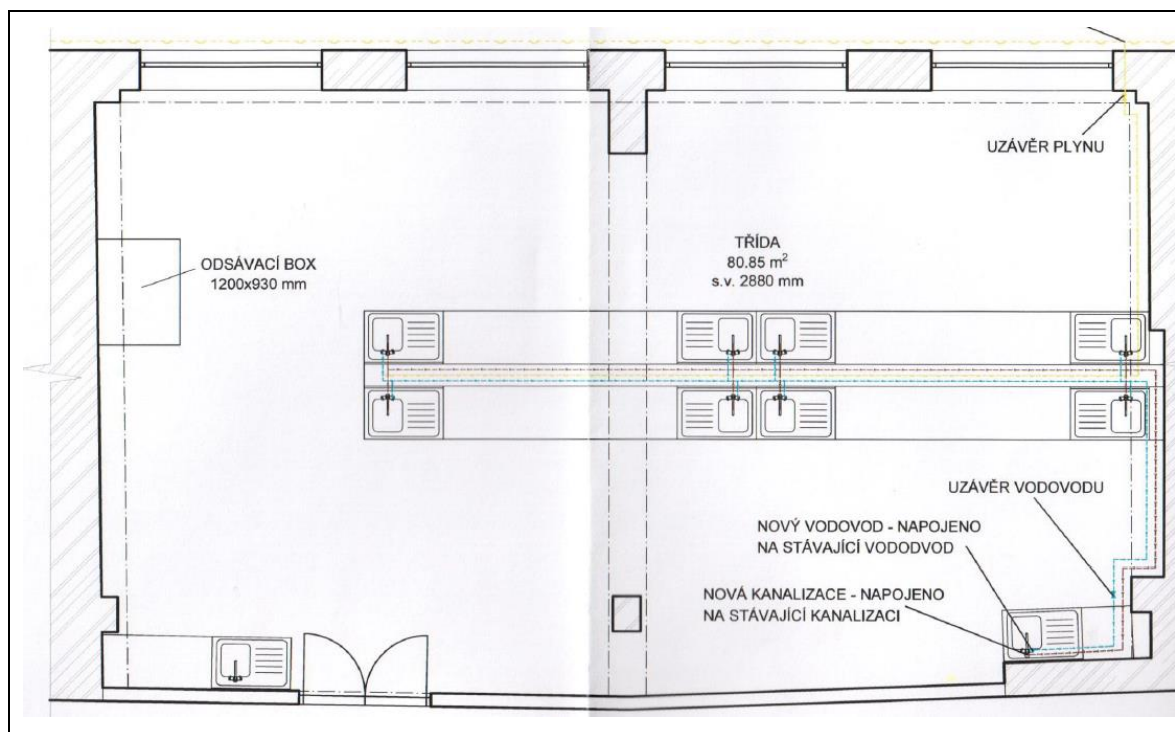 UZÁVĚR PLYNU
TŘÍDA
80.85 m²
s.v. 2880 mm
ODSÁVACÍ BOX
1200x930 mm
UZÁVĚR VODOVODU
NOVÝ VODOVOD - NAPOJENO
NA STÁVAJÍCÍ VODODVOD
NOVÁ KANALIZACE - NAPOJENO
NA STÁVAJÍCÍ KANALIZACI